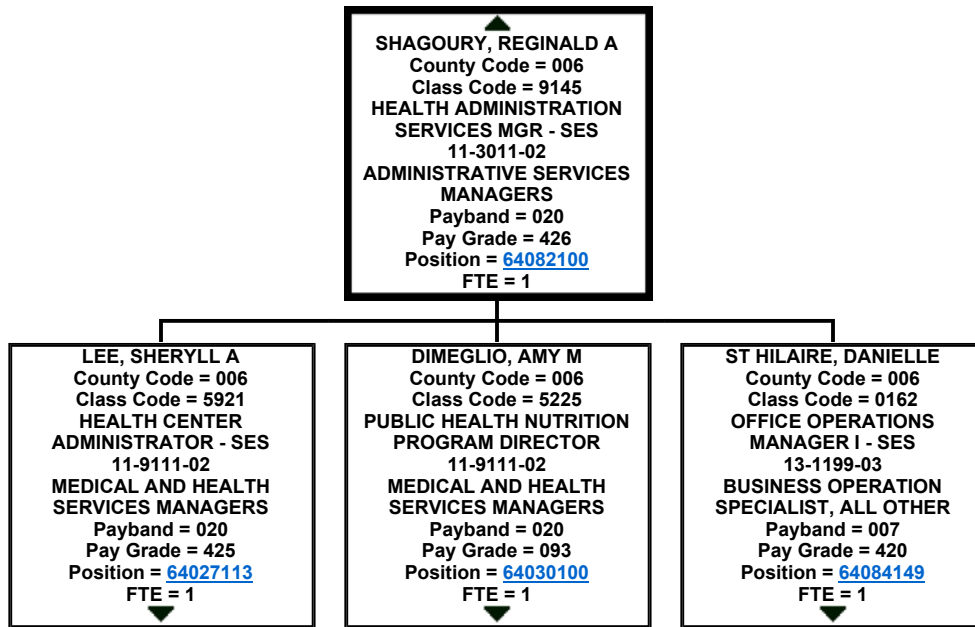 SHAGOURY, REGINALD A
County Code = 006
Class Code = 9145
HEALTH ADMINISTRATION
SERVICES MGR - SES
11-3011-02
ADMINISTRATIVE SERVICES
MANAGERS
Payband = 020
Pay Grade = 426
Position = 64082100
FTE = 1
LEE, SHERYLL A
County Code = 006
Class Code = 5921
HEALTH CENTER
ADMINISTRATOR - SES
11-9111-02
MEDICAL AND HEALTH
SERVICES MANAGERS
Payband = 020
Pay Grade = 425
Position = 64027113
FTE = 1
DIMEGLIO, AMY M
County Code = 006
Class Code = 5225
PUBLIC HEALTH NUTRITION
PROGRAM DIRECTOR
11-9111-02
MEDICAL AND HEALTH
SERVICES MANAGERS
Payband = 020
Pay Grade = 093
Position = 64030100
FTE = 1
ST HILAIRE, DANIELLE
County Code = 006
Class Code = 0162
OFFICE OPERATIONS
MANAGER I - SES
13-1199-03
BUSINESS OPERATION
SPECIALIST, ALL OTHER
Payband = 007
Pay Grade = 420
Position = 64084149
FTE = 1